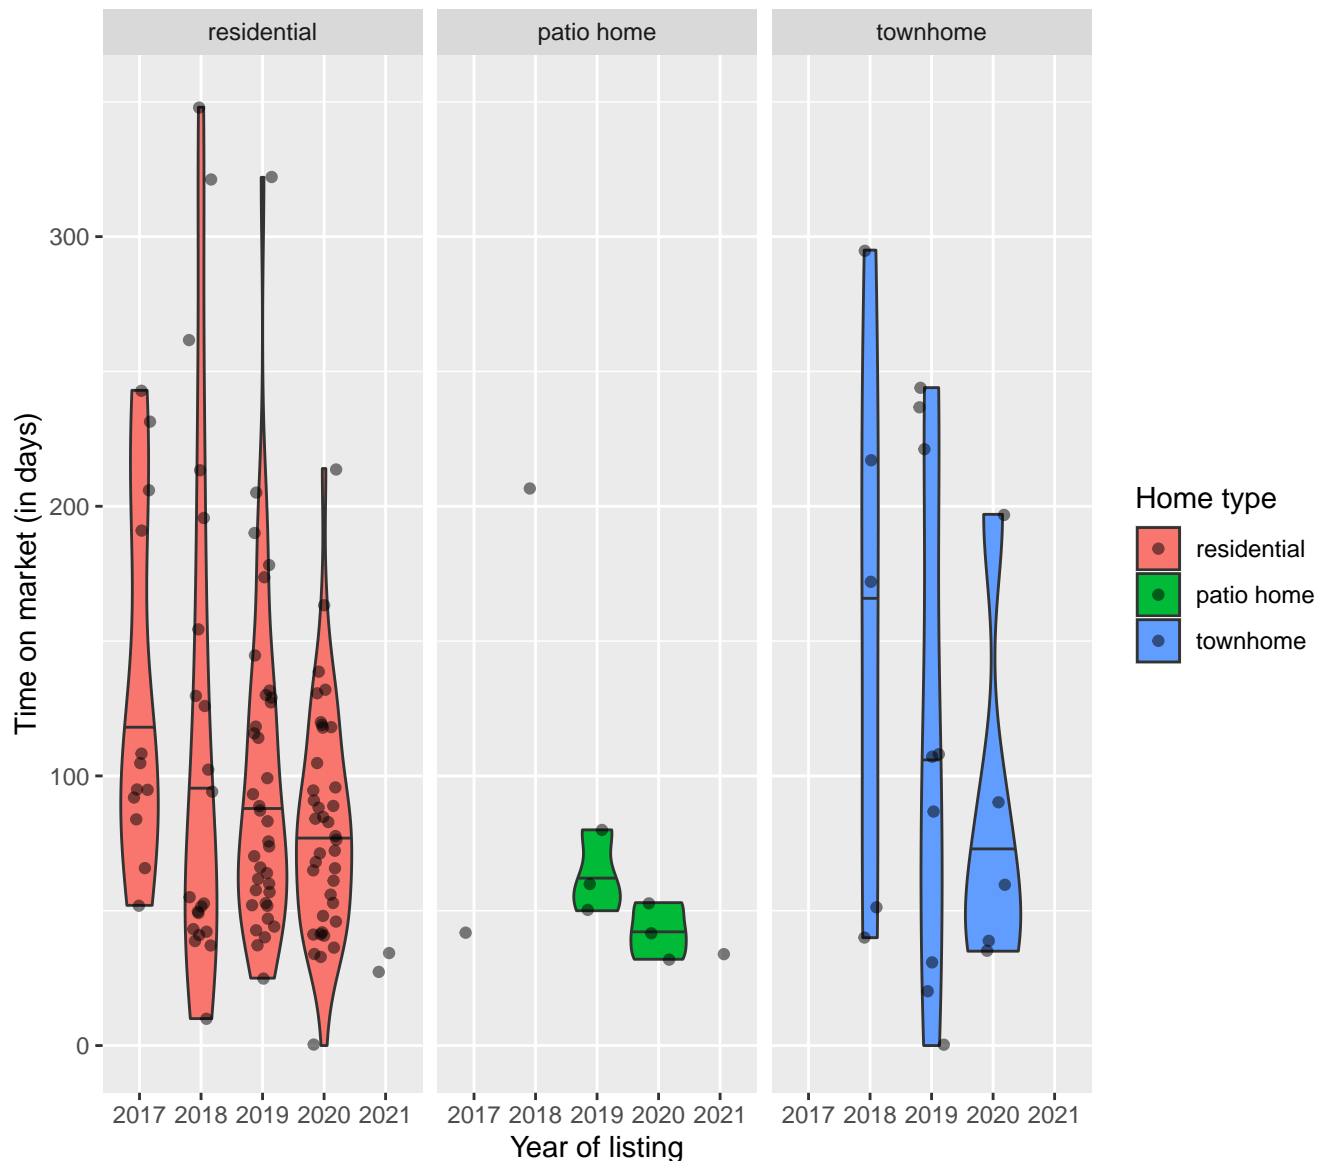 residential patio home townhome
300
200
100
0
Time on market (in days)
2017 2018 2019 2020 2021 2017 2018 2019 2020 2021 2017 2018 2019 2020 2021
Year of listing
Home type
residential
patio home
townhome